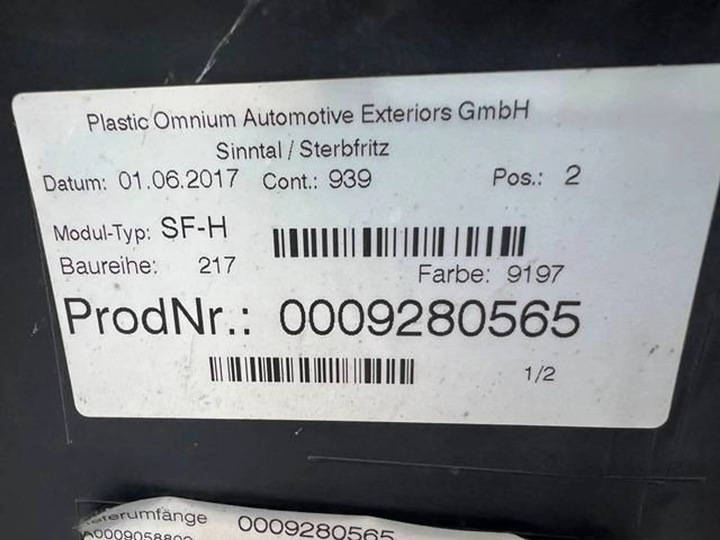 Plastic Omnium Automotive Exteriors GmbH
Sinntal / Sterbfritz
Datum: 01.06.2017 Cont.: 939 Pos.: 2
Modul-Typ: SF-H
Baureihe: 217 Farbe: 9197
ProdNr.: 0009280565
1/2
0009280565